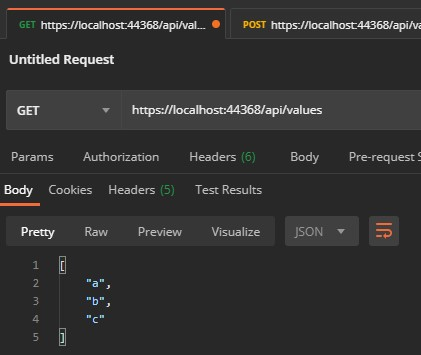 GET https://localhost:44368/api/val... POST https://localhost:44368/api/va
Untitled Request
GET https://localhost:44368/api/values
Params Authorization Headers (6) Body Pre-request S
Body Cookies Headers (5) Test Results
Pretty Raw Preview Visualize JSON
1 [
2 "a",
3 "b",
4 "c"
5 ]